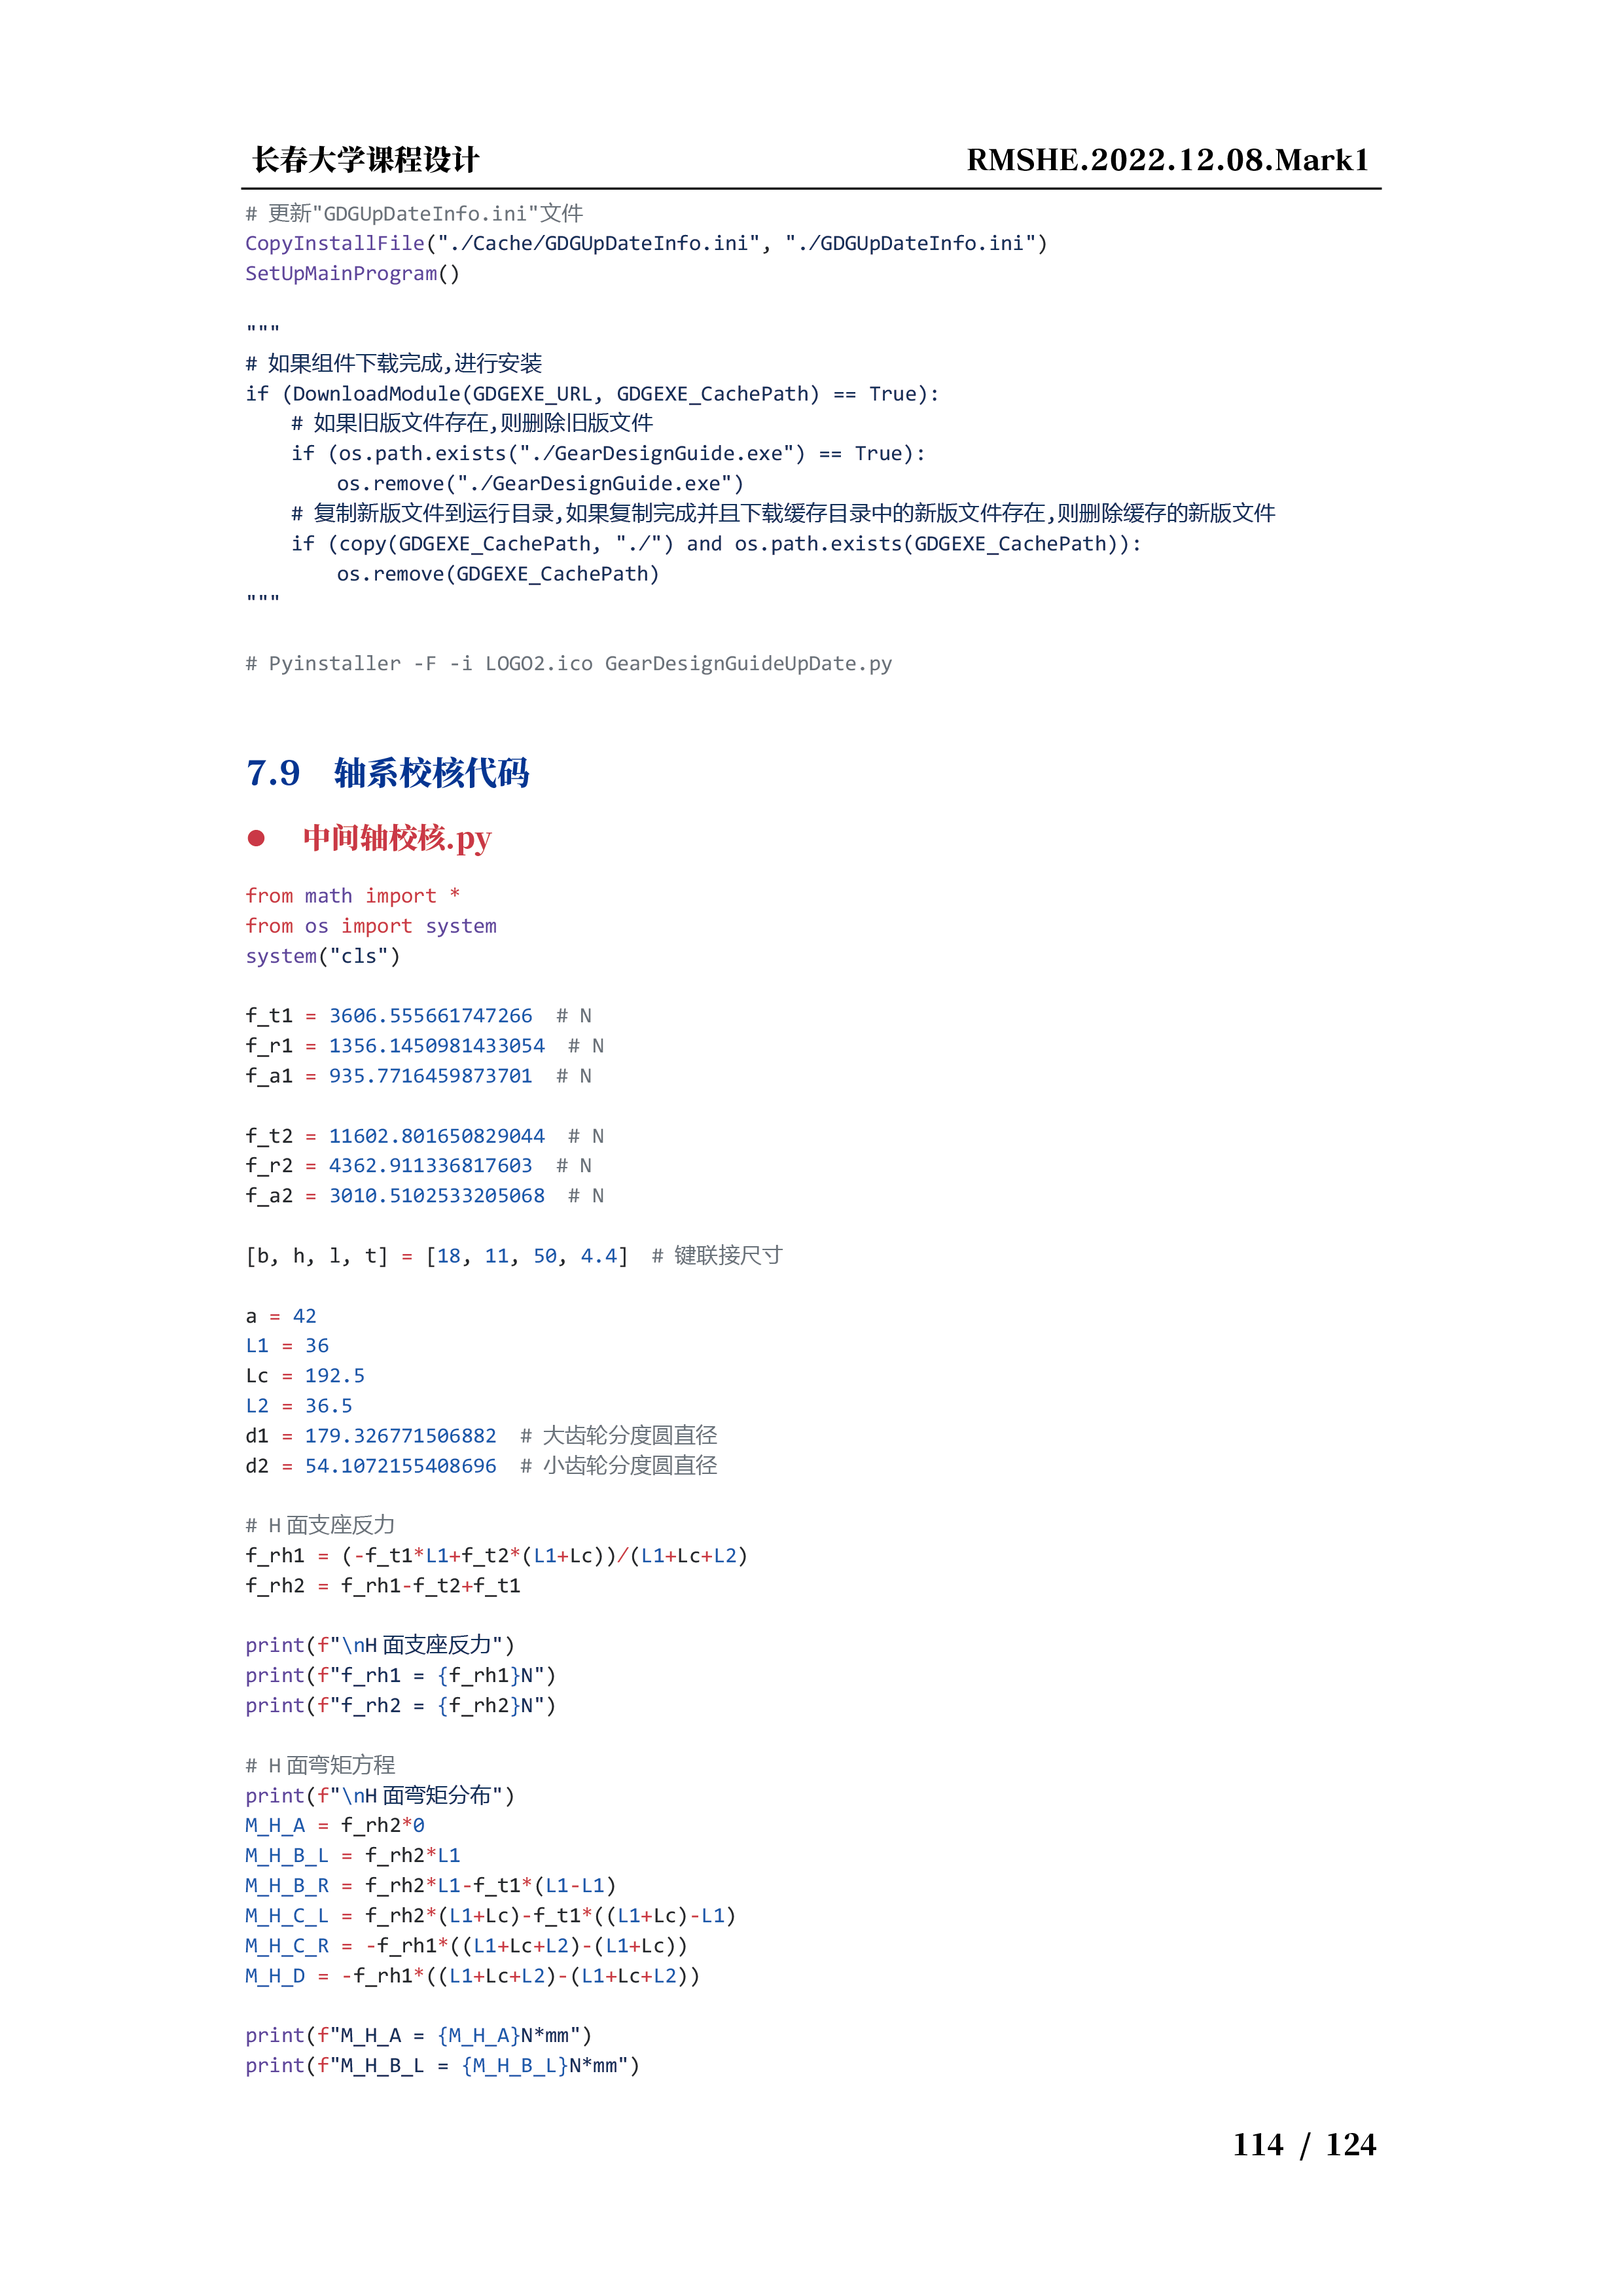 长春大学课程设计 RMSHE.2022.12.08.Mark1
# 更新"GDGUpDateInfo.ini"文件
CopyInstallFile("./Cache/GDGUpDateInfo.ini", "./GDGUpDateInfo.ini")
SetUpMainProgram()
"""
# 如果组件下载完成,进行安装
if (DownloadModule(GDGEXE_URL, GDGEXE_CachePath) == True):
    # 如果旧版文件存在,则删除旧版文件
    if (os.path.exists("./GearDesignGuide.exe") == True):
        os.remove("./GearDesignGuide.exe")
    # 复制新版文件到运行目录,如果复制完成并且下载缓存目录中的新版文件存在,则删除缓存的新版文件
    if (copy(GDGEXE_CachePath, "./") and os.path.exists(GDGEXE_CachePath)):
        os.remove(GDGEXE_CachePath)
"""
# Pyinstaller -F -i LOGO2.ico GearDesignGuideUpDate.py
7.9 轴系校核代码
● 中间轴校核.py
from math import *
from os import system
system("cls")
f_t1 = 3606.555661747266  # N
f_r1 = 1356.1450981433054  # N
f_a1 = 935.7716459873701  # N
f_t2 = 11602.801650829044  # N
f_r2 = 4362.911336817603  # N
f_a2 = 3010.5102533205068  # N
[b, h, l, t] = [18, 11, 50, 4.4]  # 键联接尺寸
a = 42
L1 = 36
Lc = 192.5
L2 = 36.5
d1 = 179.326771506882  # 大齿轮分度圆直径
d2 = 54.1072155408696  # 小齿轮分度圆直径
# H 面支座反力
f_rh1 = (-f_t1*L1+f_t2*(L1+Lc))/(L1+Lc+L2)
f_rh2 = f_rh1-f_t2+f_t1
print(f"\nH 面支座反力")
print(f"f_rh1 = {f_rh1}N")
print(f"f_rh2 = {f_rh2}N")
# H 面弯矩方程
print(f"\nH 面弯矩分布")
M_H_A = f_rh2*0
M_H_B_L = f_rh2*L1
M_H_B_R = f_rh2*L1-f_t1*(L1-L1)
M_H_C_L = f_rh2*(L1+Lc)-f_t1*((L1+Lc)-L1)
M_H_C_R = -f_rh1*((L1+Lc+L2)-(L1+Lc))
M_H_D = -f_rh1*((L1+Lc+L2)-(L1+Lc+L2))
print(f"M_H_A = {M_H_A}N*mm")
print(f"M_H_B_L = {M_H_B_L}N*mm")
114 / 124